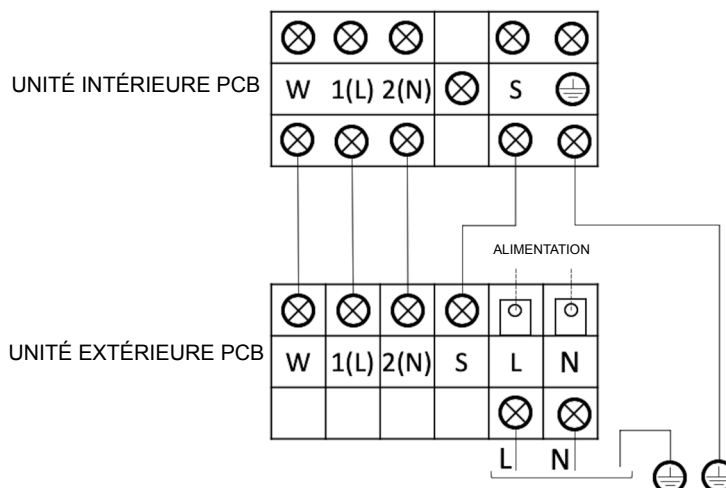 UNITÉ INTÉRIEURE PCB
W 1(L) 2(N) S
ALIMENTATION
UNITÉ EXTÉRIEURE PCB
W 1(L) 2(N) S L N
L N